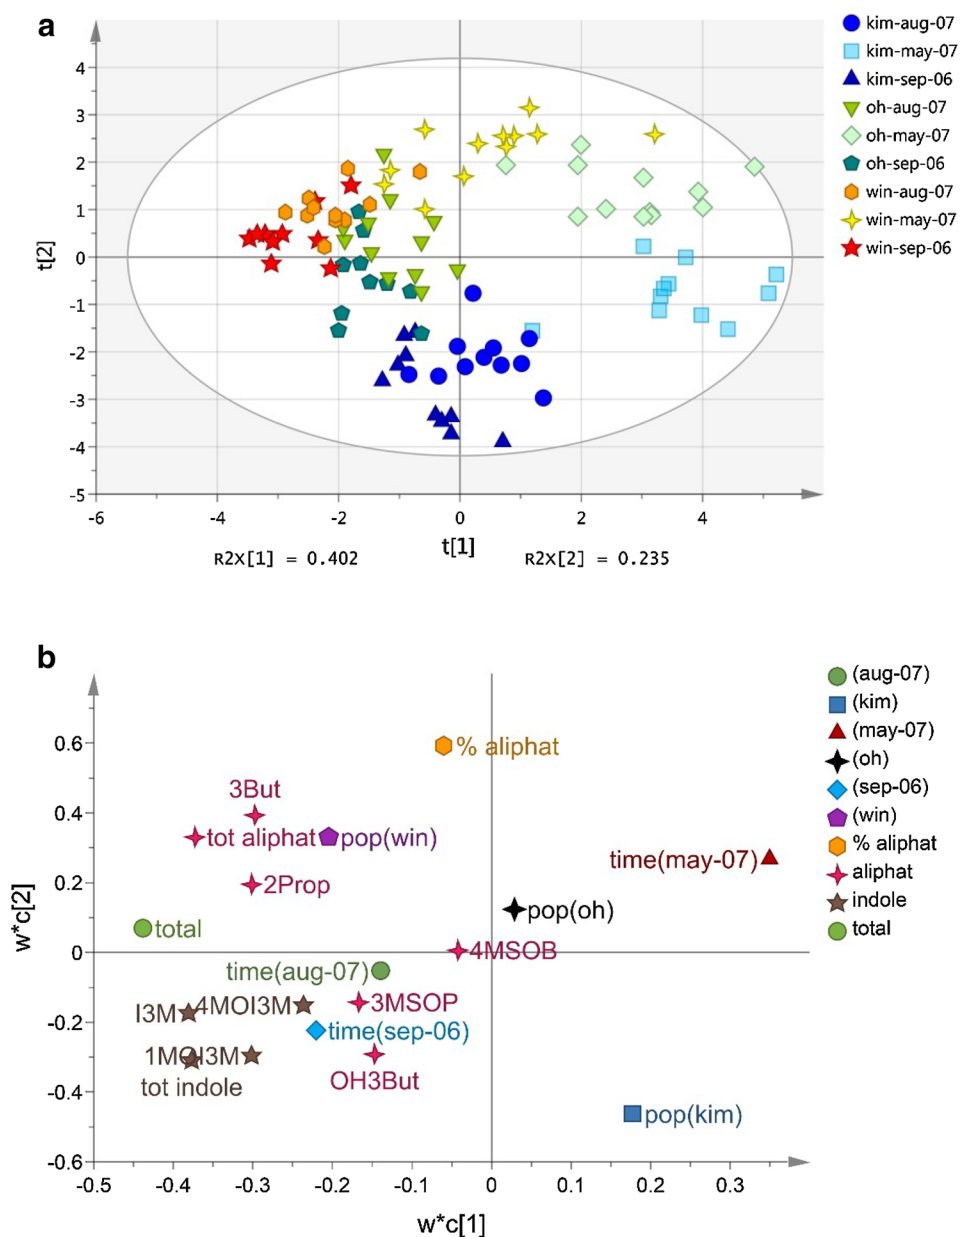 a
kim-aug-07
kim-may-07
kim-sep-06
oh-aug-07
oh-may-07
oh-sep-06
win-aug-07
win-may-07
win-sep-06
4
3
2
1
0
-1
-2
-3
-4
-5
t[2]
-6 -4 -2 0 2 4
t[1]
R2X[1] = 0.402 R2X[2] = 0.235
b
(aug-07)
(kim)
(may-07)
(oh)
(sep-06)
(win)
% aliphat
aliphat
indole
total
0.6
0.4
0.2
0
-0.2
-0.4
-0.6
w*c[2]
% aliphat
3But
tot aliphat pop(win)
time(may-07)
2Prop
pop(oh)
total
4MSOB
time(aug-07)
I3M 4MOI3M 3MSOP
time(sep-06)
1MOI3M
tot indole OH3But
pop(kim)
-0.5 -0.4 -0.3 -0.2 -0.1 0 0.1 0.2 0.3
w*c[1]